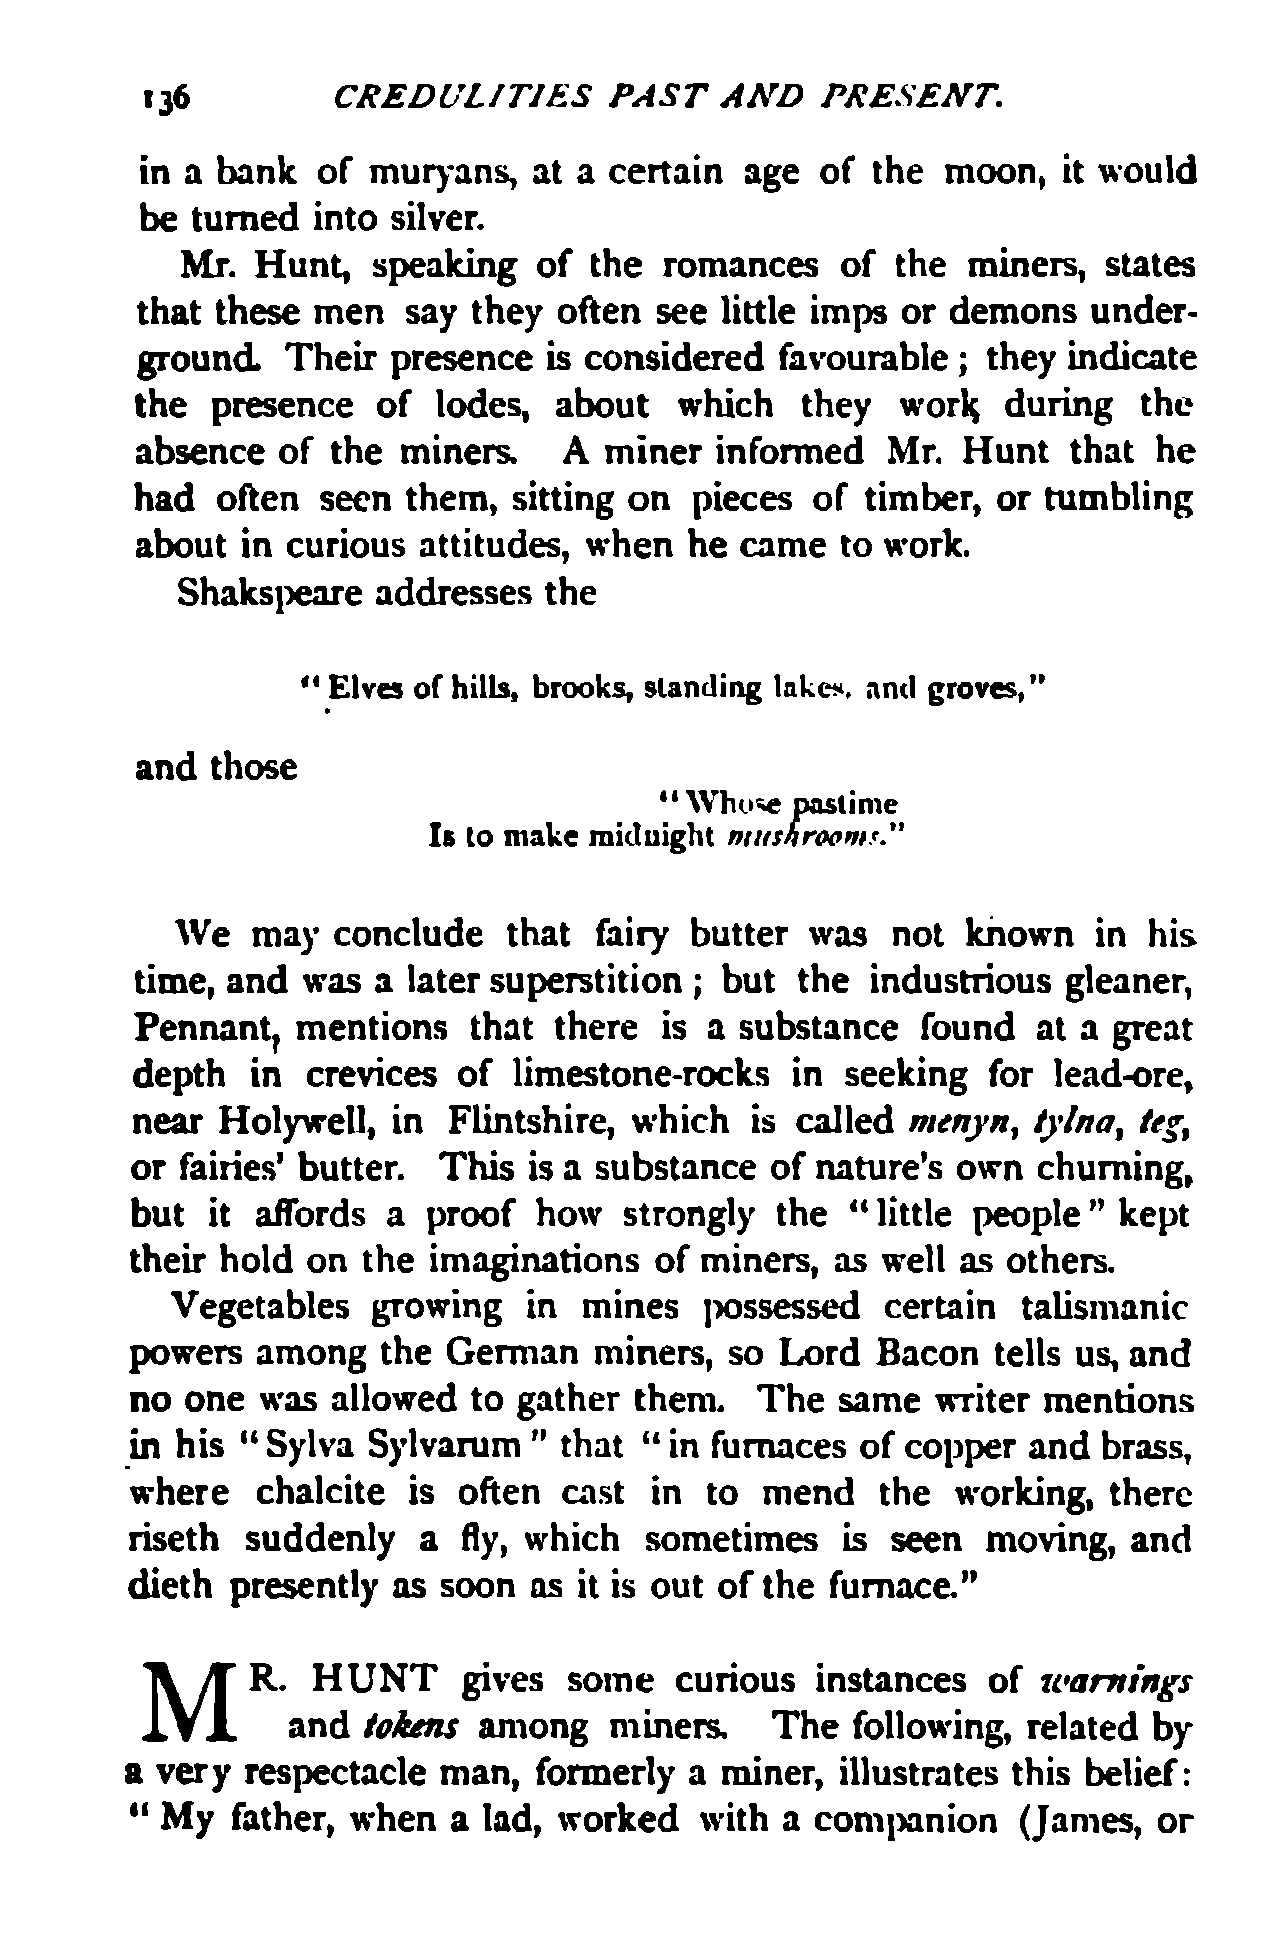 136 CREDULITIES PAST AND PRESENT.
in a bank of muryans, at a certain age of the moon, it would
be turned into silver.
Mr. Hunt, speaking of the romances of the miners, states
that these men say they often see little imps or demons under-
ground. Their presence is considered favourable ; they indicate
the presence of lodes, about which they work during the
absence of the miners. A miner informed Mr. Hunt that he
had often seen them, sitting on pieces of timber, or tumbling
about in curious attitudes, when he came to work.
Shakspeare addresses the
“ Elves of hills, brooks, standing lakes, and groves,”
and those
“ Whose pastime
Is to make midnight mushrooms.”
We may conclude that fairy butter was not known in his
time, and was a later superstition ; but the industrious gleaner,
Pennant, mentions that there is a substance found at a great
depth in crevices of limestone-rocks in seeking for lead-ore,
near Holywell, in Flintshire, which is called menyn, tylna, teg,
or fairies' butter. This is a substance of nature's own churning,
but it affords a proof how strongly the “ little people ” kept
their hold on the imaginations of miners, as well as others.
Vegetables growing in mines possessed certain talismanic
powers among the German miners, so Lord Bacon tells us, and
no one was allowed to gather them. The same writer mentions
in his “ Sylva Sylvarum ” that “ in furnaces of copper and brass,
where chalcite is often cast in to mend the working, there
riseth suddenly a fly, which sometimes is seen moving, and
dieth presently as soon as it is out of the furnace.”
MR. HUNT gives some curious instances of warnings
and tokens among miners. The following, related by
a very respectacle man, formerly a miner, illustrates this belief:
“ My father, when a lad, worked with a companion (James, or